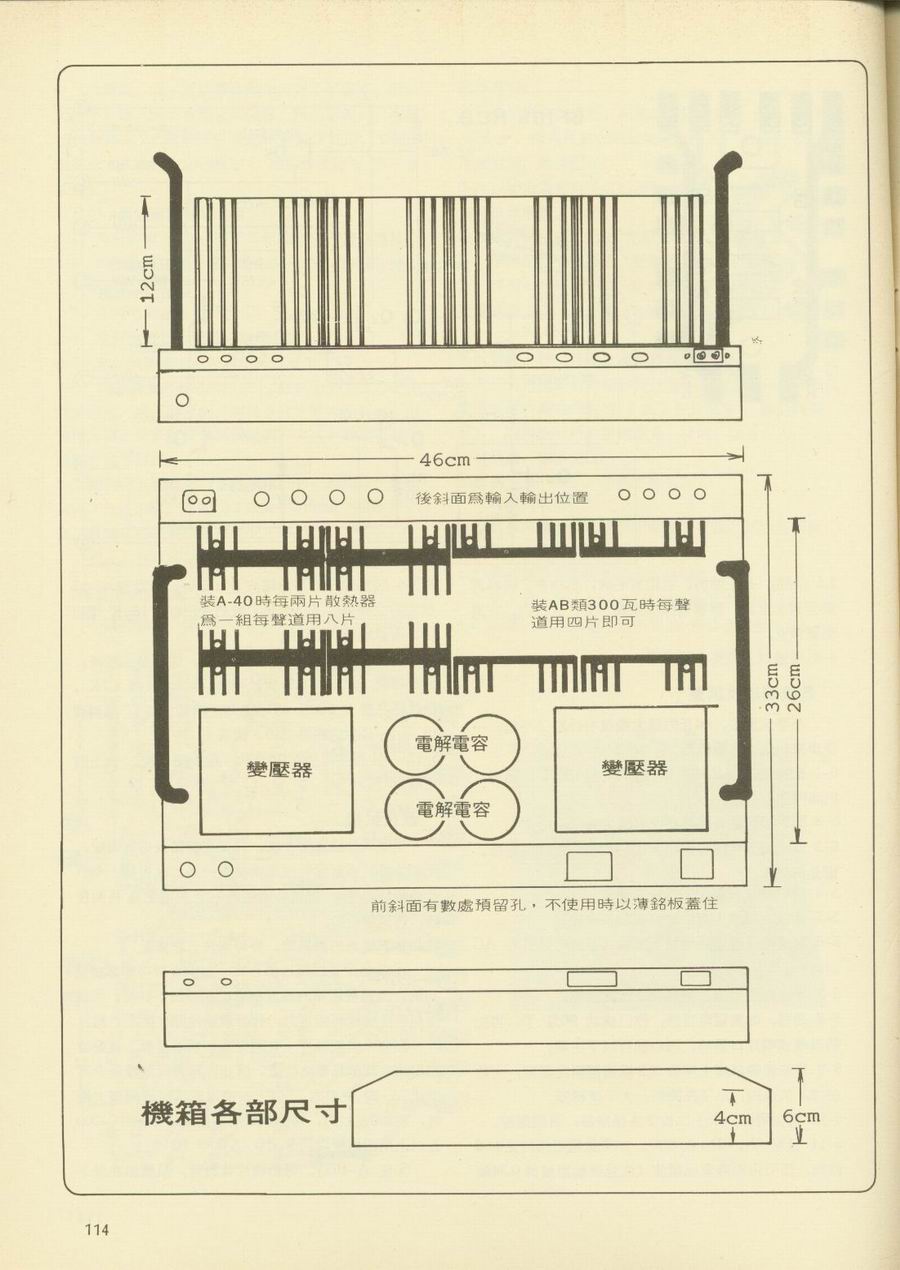 12cm
46cm
後斜面爲輸入輸出位置
裝A-40時每兩片散熱器
爲一組每聲道用八片
裝AB類300瓦時每聲
道用四片即可
33cm
26cm
變壓器
電解電容
電解電容
變壓器
前斜面有數處預留孔，不使用時以薄銘板蓋住
機箱各部尺寸
4cm
6cm
114